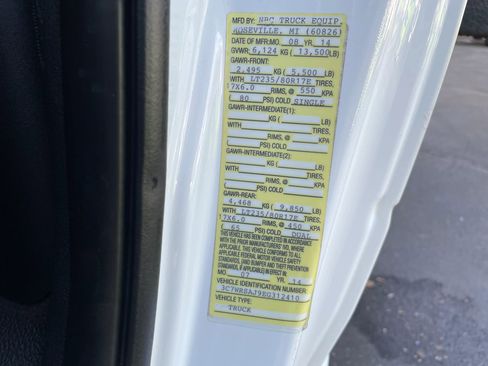 MFD BY: NBC TRUCK EQUIP.
ROSEVILLE, MI (60826)
DATE OF MFR: MO. 08 YR. 14
GVWR: 6,124 KG ( 13,500 LB)
GAWR-FRONT:
2,495 KG ( 5,500 LB)
WITH LT235/80R17E TIRES,
17X6.0 RIMS, @ 550 KPA
( 80 PSI) COLD SINGLE
GAWR-INTERMEDIATE(1):
KG ( LB)
WITH TIRES,
RIMS, @ KPA
( PSI) COLD
GAWR-INTERMEDIATE(2):
KG ( LB)
WITH TIRES,
RIMS, @ KPA
( PSI) COLD
GAWR-REAR:
4,468 KG ( 9,850 LB)
WITH LT235/80R17E TIRES,
17X6.0 RIMS, @ 450 KPA
( 65 PSI) COLD DUAL
THIS VEHICLE HAS BEEN COMPLETED IN
ACCORDANCE WITH THE
PRIOR MANUFACTURERS' IVD, WHERE
APPLICABLE. THIS VEHICLE CONFORMS TO ALL
APPLICABLE FEDERAL MOTOR VEHICLE SAFETY
STANDARDS, [AND BUMPER AND THEFT
PREVENTION STANDARDS, IF APPLICABLE] IN EFFECT IN
MO 07 YR. 14
VEHICLE IDENTIFICATION NUMBER:
3C7WRSAJ9EG312410
VEHICLE TYPE:
TRUCK